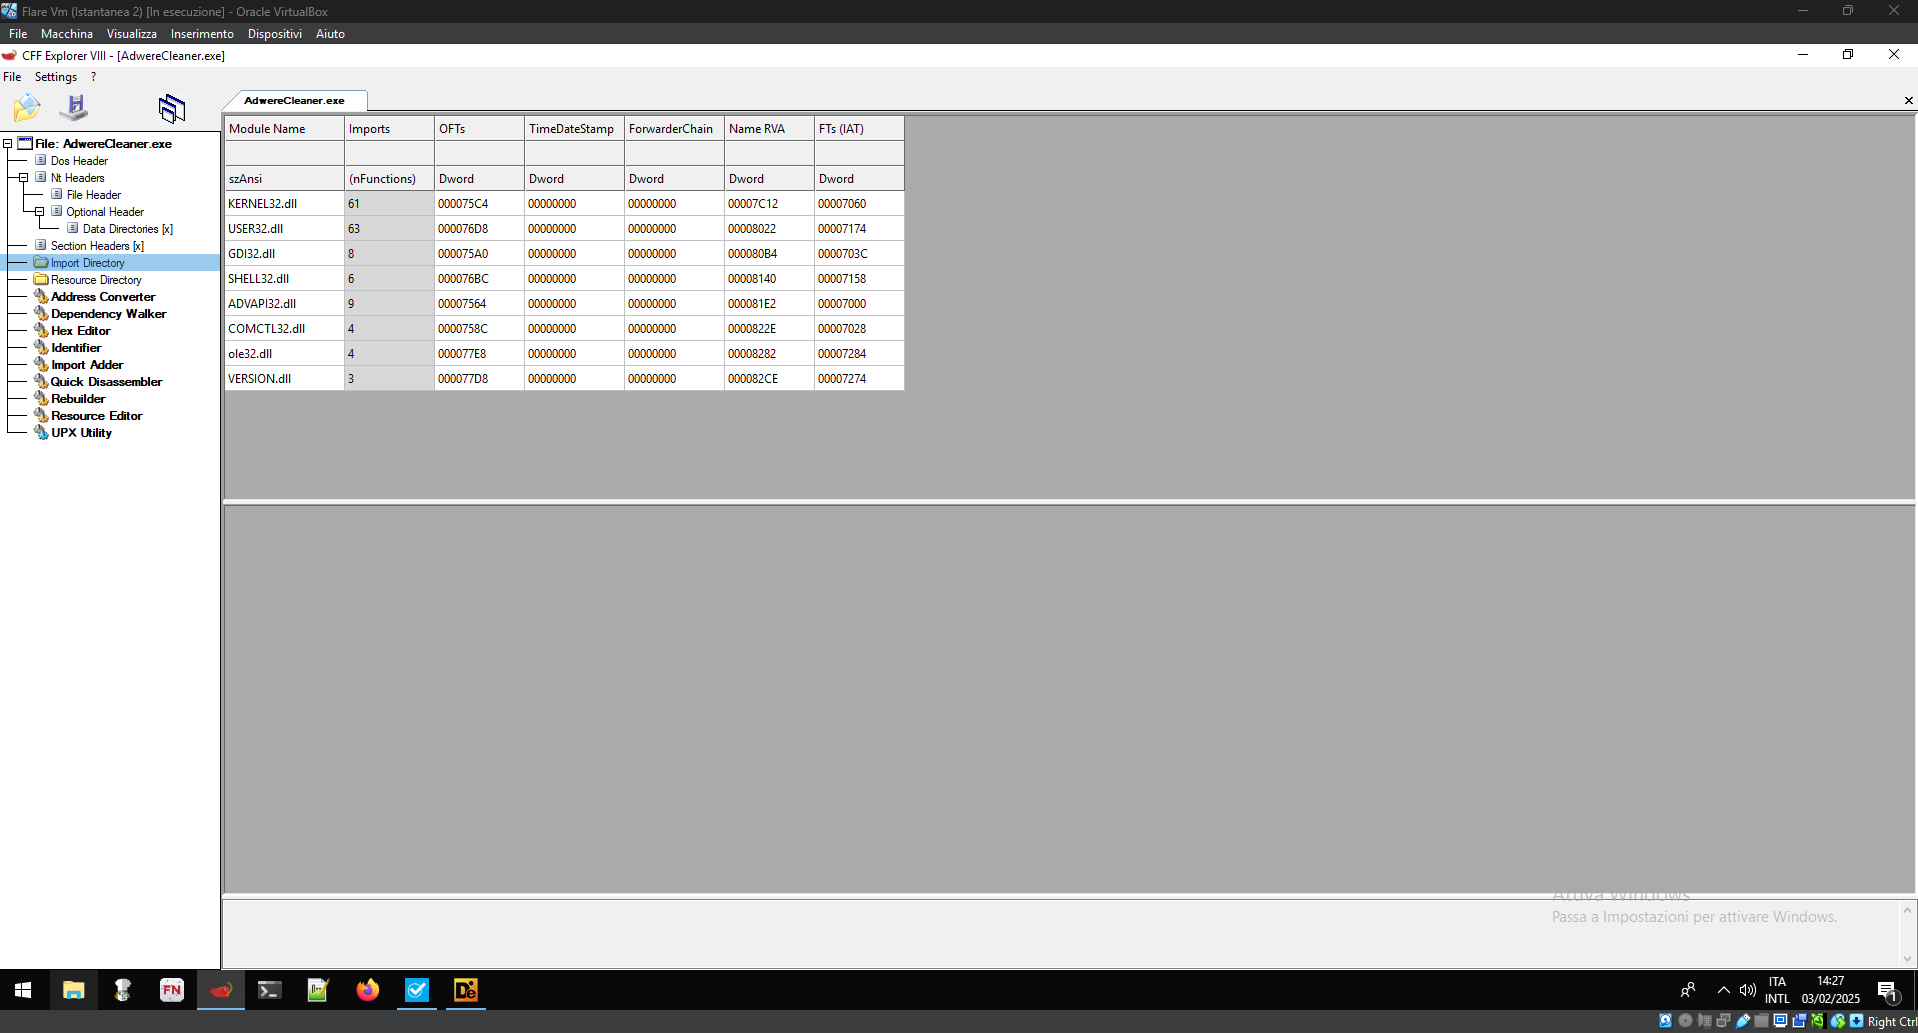 Flare Vm (Istantanea 2) [In esecuzione] - Oracle VirtualBox
File Macchina Visualizza Inserimento Dispositivi Aiuto
CFF Explorer VIII - [AdwereCleaner.exe]
File Settings ?
AdwereCleaner.exe
File: AdwereCleaner.exe
Dos Header
Nt Headers
File Header
Optional Header
Data Directories [x]
Section Headers [x]
Import Directory
Resource Directory
Address Converter
Dependency Walker
Hex Editor
Identifier
Import Adder
Quick Disassembler
Rebuilder
Resource Editor
UPX Utility
Module Name Imports OFTs TimeDateStamp ForwarderChain Name RVA FTs (IAT)
szAnsi (nFunctions) Dword Dword Dword Dword Dword
KERNEL32.dll 61 000075C4 00000000 00000000 00007C12 00007060
USER32.dll 63 000076D8 00000000 00000000 00008022 00007174
GDI32.dll 8 000075A0 00000000 00000000 000080B4 0000703C
SHELL32.dll 6 000076BC 00000000 00000000 00008140 00007158
ADVAPI32.dll 9 00007564 00000000 00000000 000081E2 00007000
COMCTL32.dll 4 0000758C 00000000 00000000 0000822E 00007028
ole32.dll 4 000077E8 00000000 00000000 00008282 00007284
VERSION.dll 3 000077D8 00000000 00000000 000082CE 00007274
Attiva Windows
Passa a Impostazioni per attivare Windows.
FN
De
ITA
INTL
14:27
03/02/2025
1
Right Ctrl